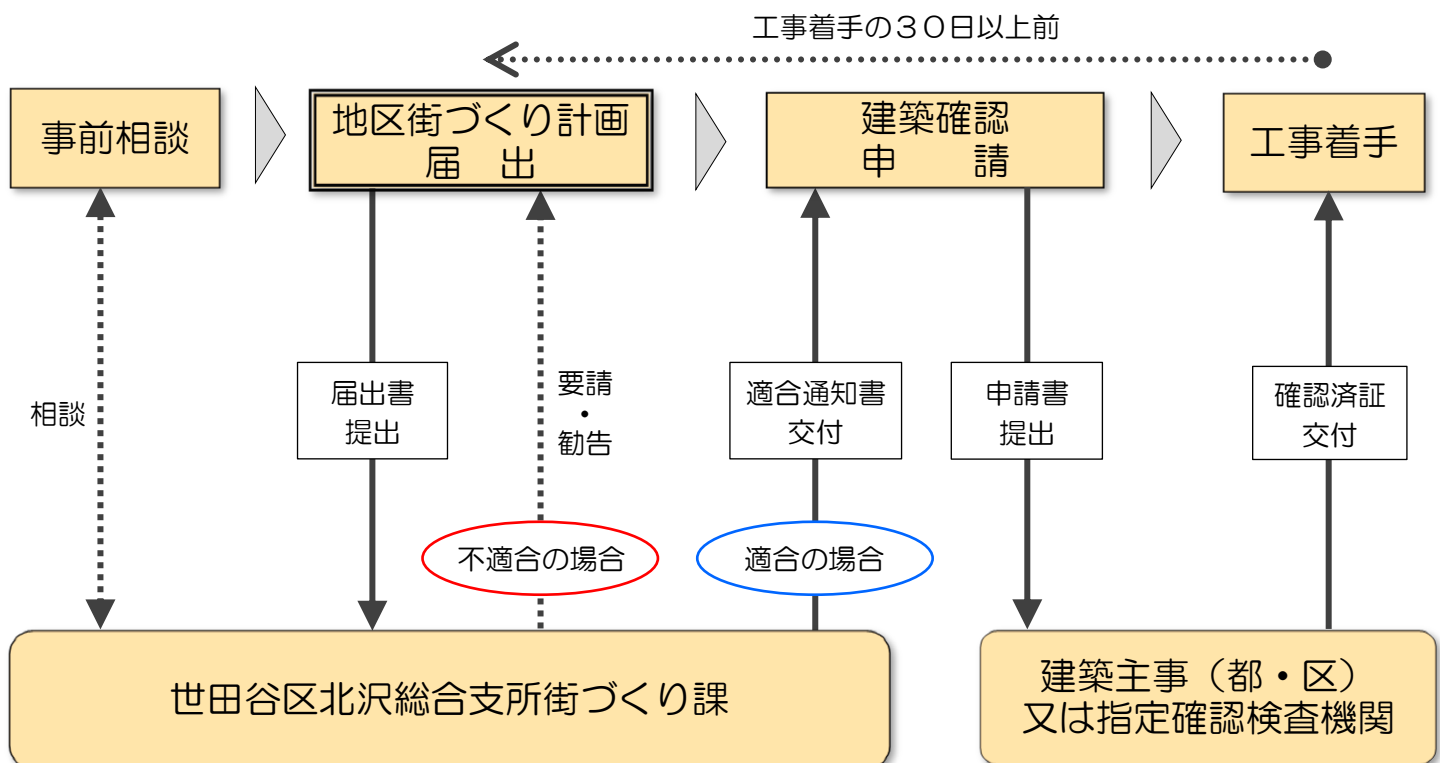 工事着手の３０日以上前
事前相談
地区街づくり計画
届　出
建築確認
申　　請
工事着手
相談
届出書
提出
要請
・
勧告
適合通知書
交付
申請書
提出
確認済証
交付
不適合の場合
適合の場合
世田谷区北沢総合支所街づくり課
建築主事（都・区）
又は指定確認検査機関